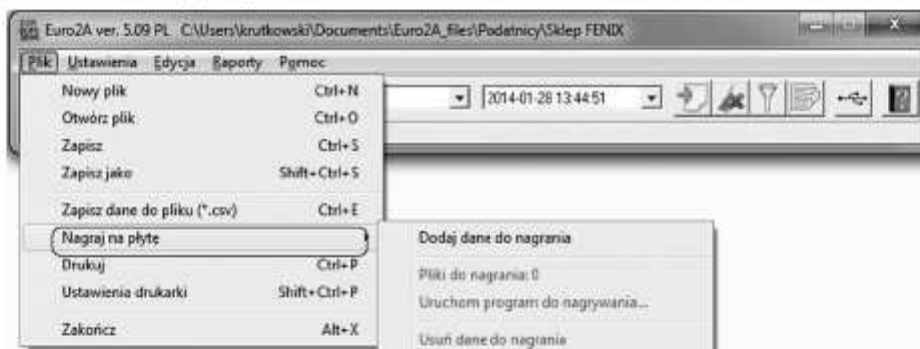 Euro2A ver. 5.09 PL C:\Users\krutkowski\Documents\Euro2A_files\Podatnicy\Sklep FENIX
Plik Ustawienia Edycja Raporty Pomoc
2014-01-28 13:44:51
Nowy plik Ctrl+N
Otwórz plik Ctrl+O
Zapisz Ctrl+S
Zapisz jako Shift+Ctrl+S
Zapisz dane do pliku (*.csv) Ctrl+E
Nagraj na płytę
Drukuj Ctrl+P
Ustawienia drukarki Shift+Ctrl+P
Zakończ Alt+X
Dodaj dane do nagrania
Pliki do nagrania: 0
Uruchom program do nagrywania...
Usuń dane do nagrania